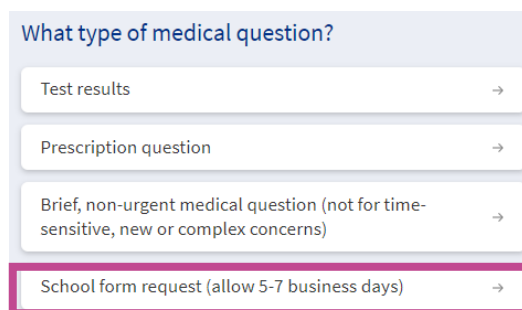 What type of medical question?
Test results
Prescription question
Brief, non-urgent medical question (not for time-
sensitive, new or complex concerns)
School form request (allow 5-7 business days)